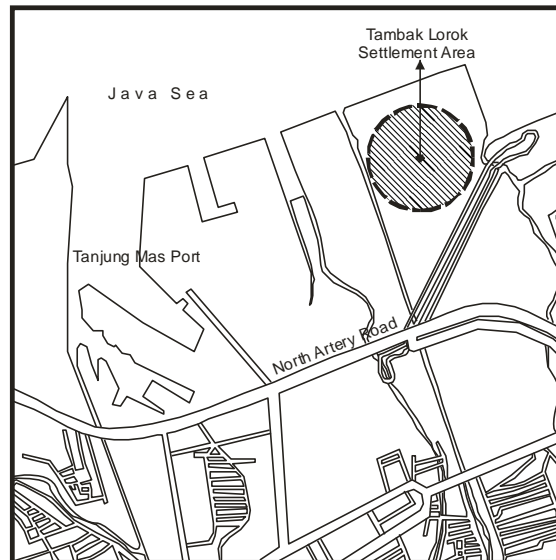 Tambak Lorok
Settlement Area
Java Sea
Tanjung Mas Port
North Artery Road